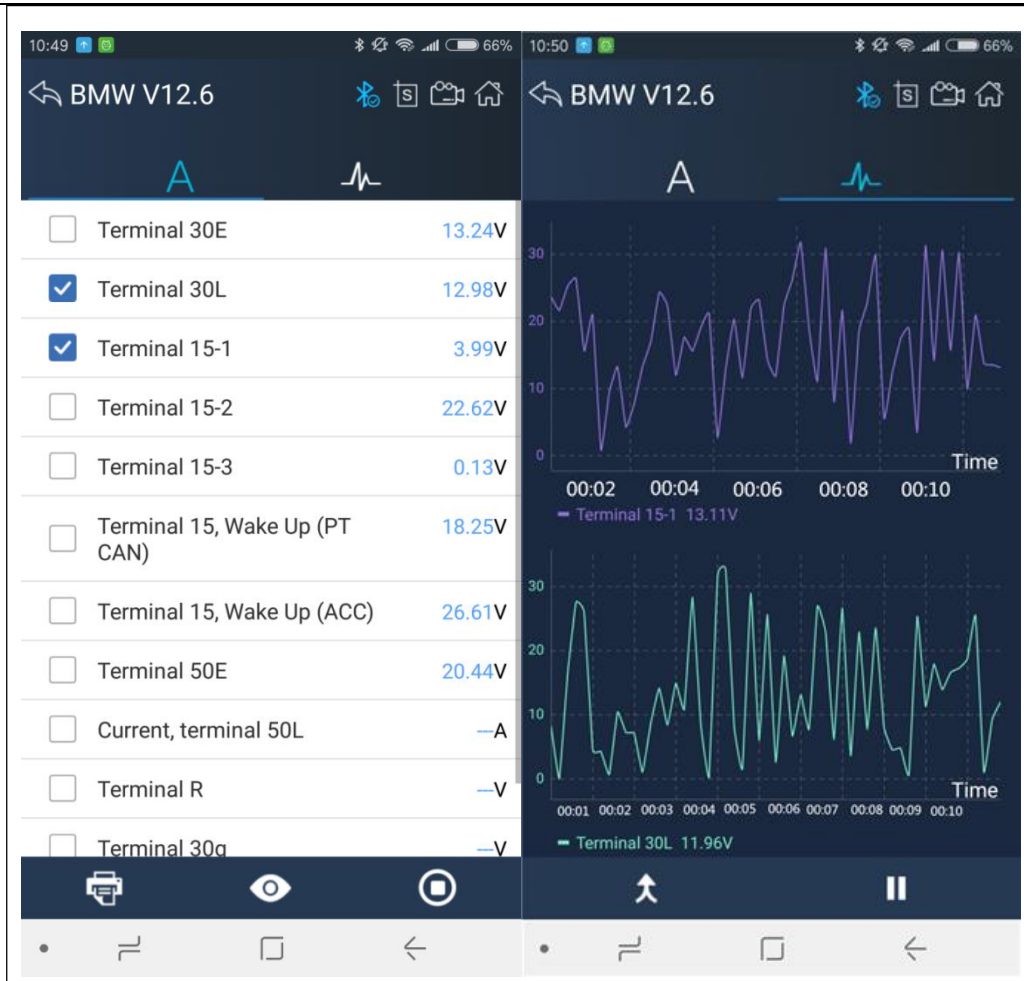 10:49
66%
BMW V12.6
S
A
Terminal 30E 13.24V
Terminal 30L 12.98V
Terminal 15-1 3.99V
Terminal 15-2 22.62V
Terminal 15-3 0.13V
Terminal 15, Wake Up (PT
CAN) 18.25V
Terminal 15, Wake Up (ACC) 26.61V
Terminal 50E 20.44V
Current, terminal 50L —A
Terminal R —V
Terminal 30g —V
10:50
66%
BMW V12.6
S
A
30
20
10
0
Time
00:02 00:04 00:06 00:08 00:10
Terminal 15-1 13.11V
30
20
10
0
Time
00:01 00:02 00:03 00:04 00:05 00:06 00:07 00:08 00:09 00:10
Terminal 30L 11.96V